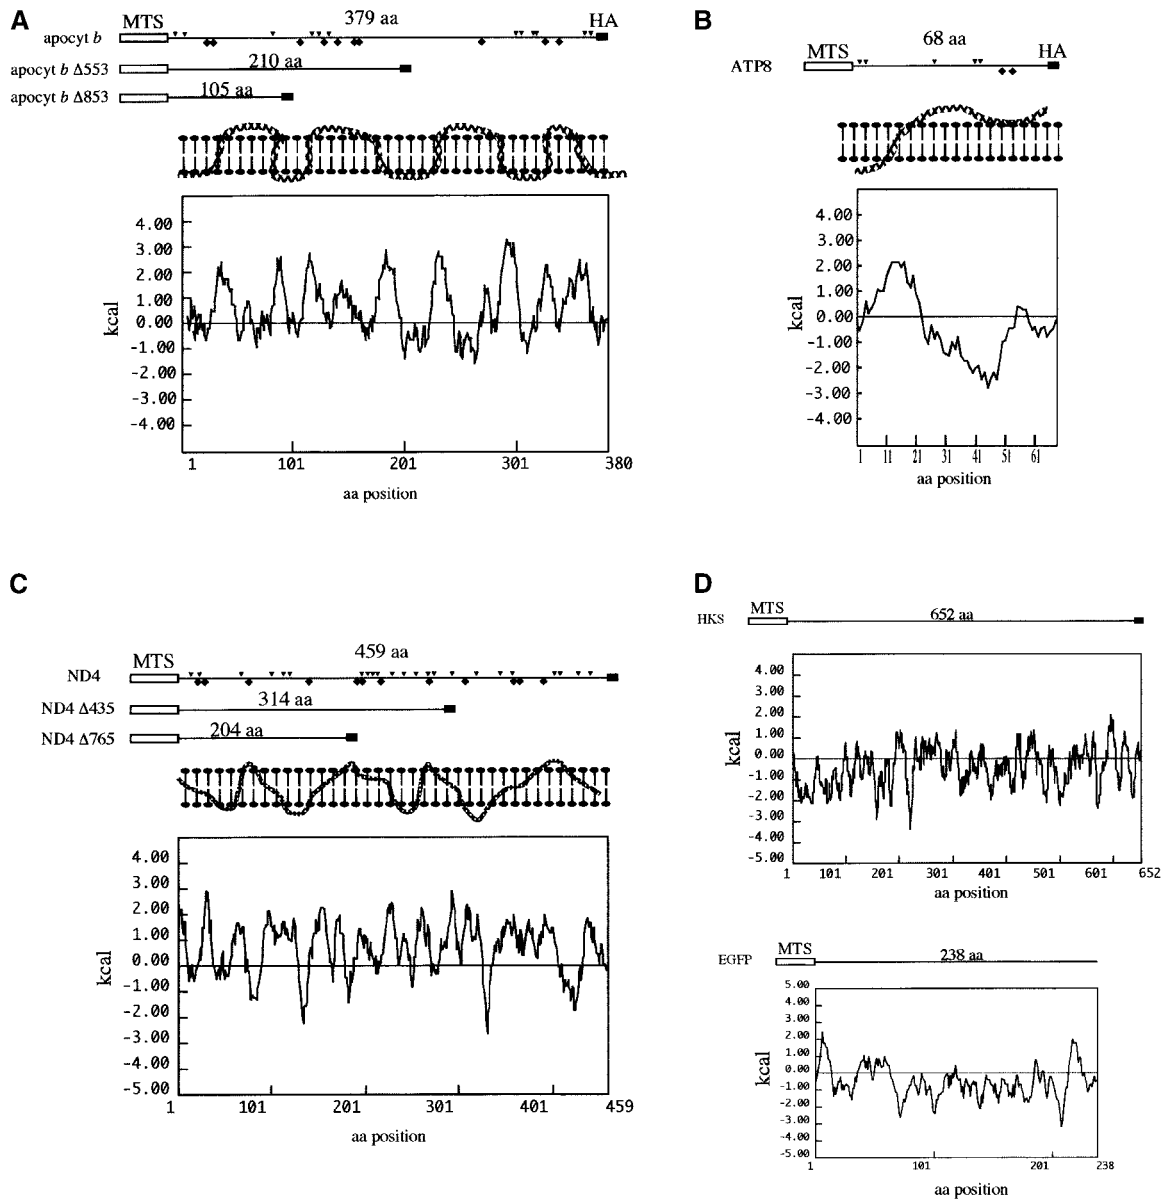 A
MTS 379 aa HA
apocyt b
apocyt b Δ553 210 aa
apocyt b Δ853 105 aa
4.00
3.00
2.00
1.00
0.00
-1.00
-2.00
-3.00
-4.00
kcal
1 101 201 301 380
aa position
B
MTS 68 aa HA
ATP8
4.00
3.00
2.00
1.00
0.00
-1.00
-2.00
-3.00
-4.00
kcal
1 11 21 31 41 51 61
aa position
C
MTS 459 aa
ND4
ND4 Δ435 314 aa
ND4 Δ765 204 aa
4.00
3.00
2.00
1.00
0.00
-1.00
-2.00
-3.00
-4.00
-5.00
kcal
1 101 201 301 401 459
aa position
D
MTS
HKS 652 aa
4.00
3.00
2.00
1.00
0.00
-1.00
-2.00
-3.00
-4.00
-5.00
kcal
1 101 201 301 401 501 601 652
aa position
MTS
EGFP 238 aa
5.00
4.00
3.00
2.00
1.00
0.00
-1.00
-2.00
-3.00
-4.00
-5.00
kcal
1 101 201 238
aa position